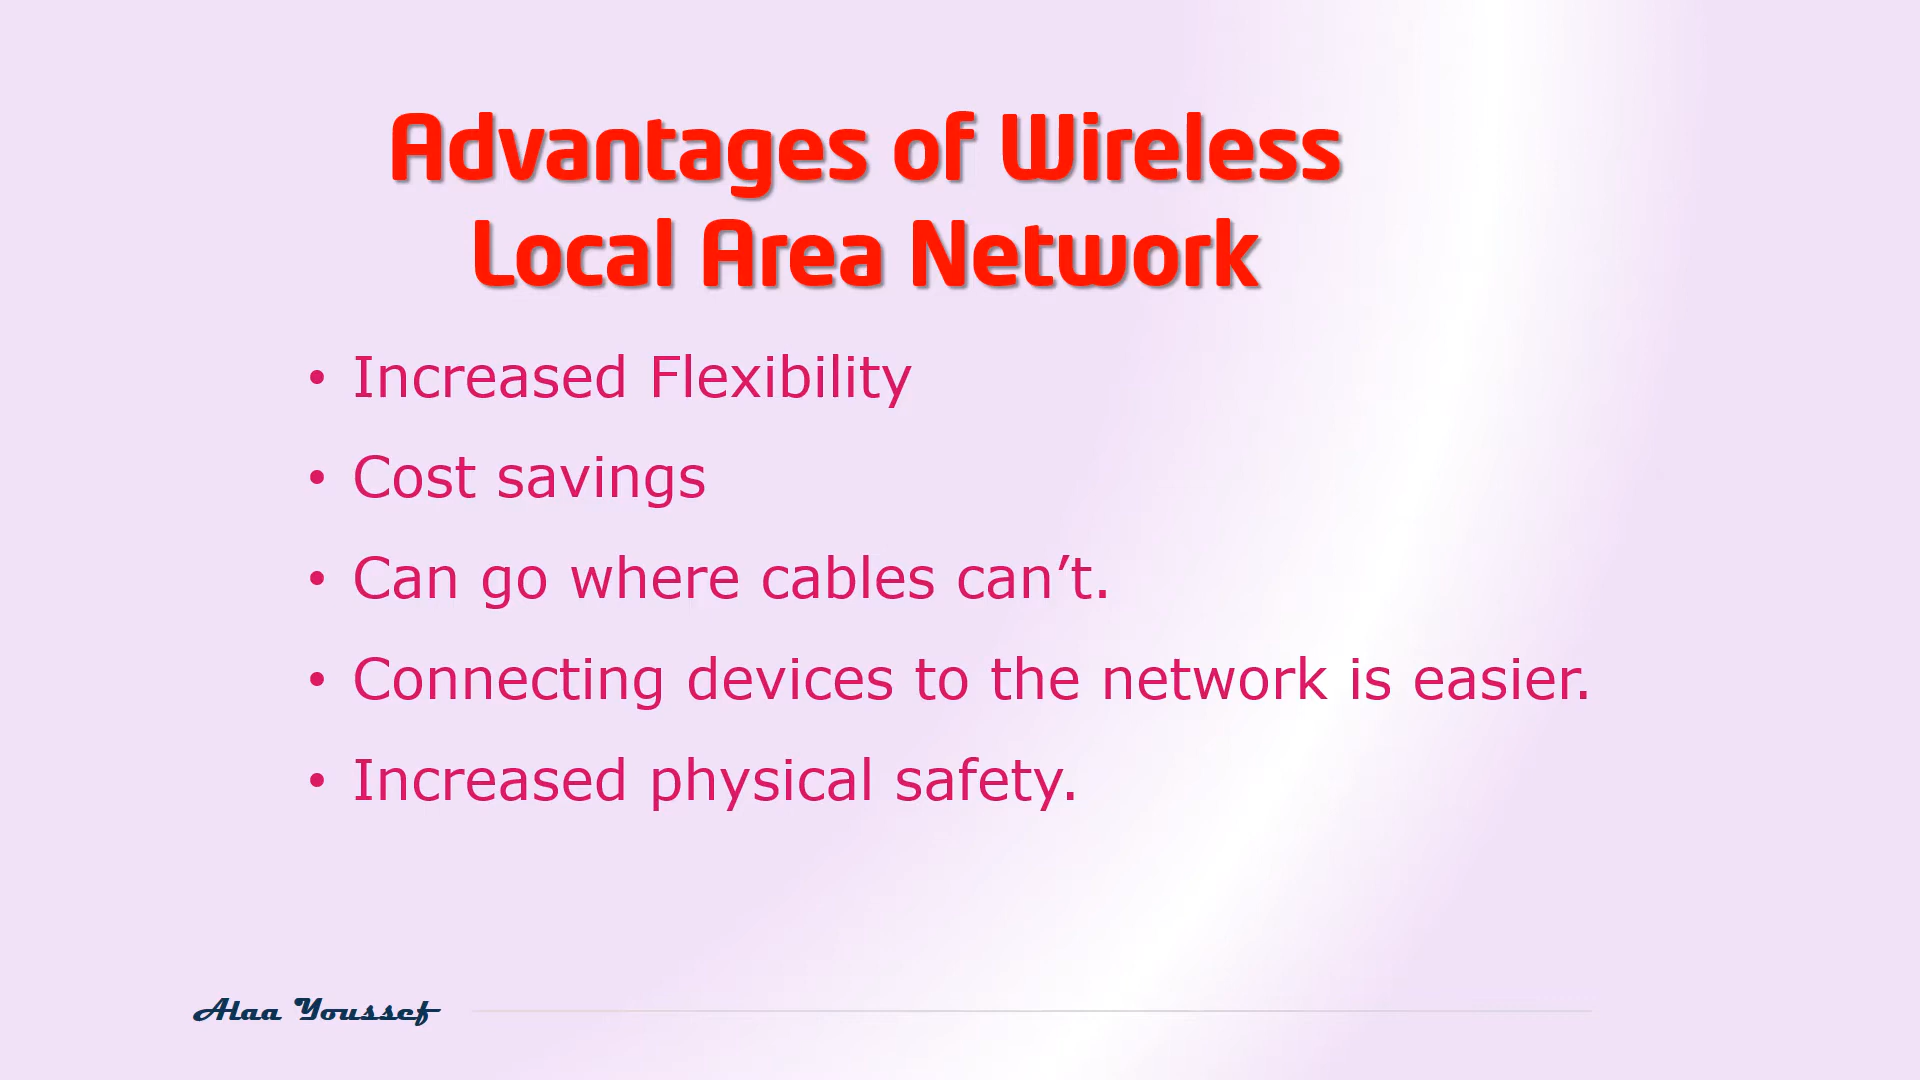 Advantages of Wireless
Local Area Network
• Increased Flexibility
• Cost savings
• Can go where cables can’t.
• Connecting devices to the network is easier.
• Increased physical safety.
Alaa Youssef